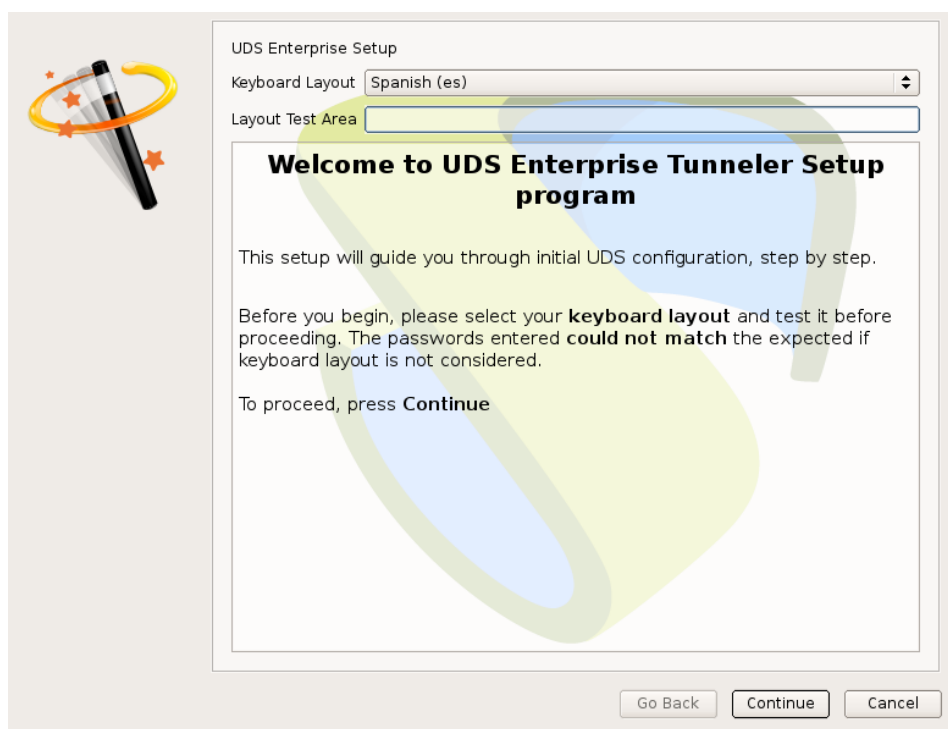 UDS Enterprise Setup
Keyboard Layout Spanish (es)
Layout Test Area
Welcome to UDS Enterprise Tunneler Setup
program
This setup will guide you through initial UDS configuration, step by step.
Before you begin, please select your keyboard layout and test it before
proceeding. The passwords entered could not match the expected if
keyboard layout is not considered.
To proceed, press Continue
Go Back Continue Cancel